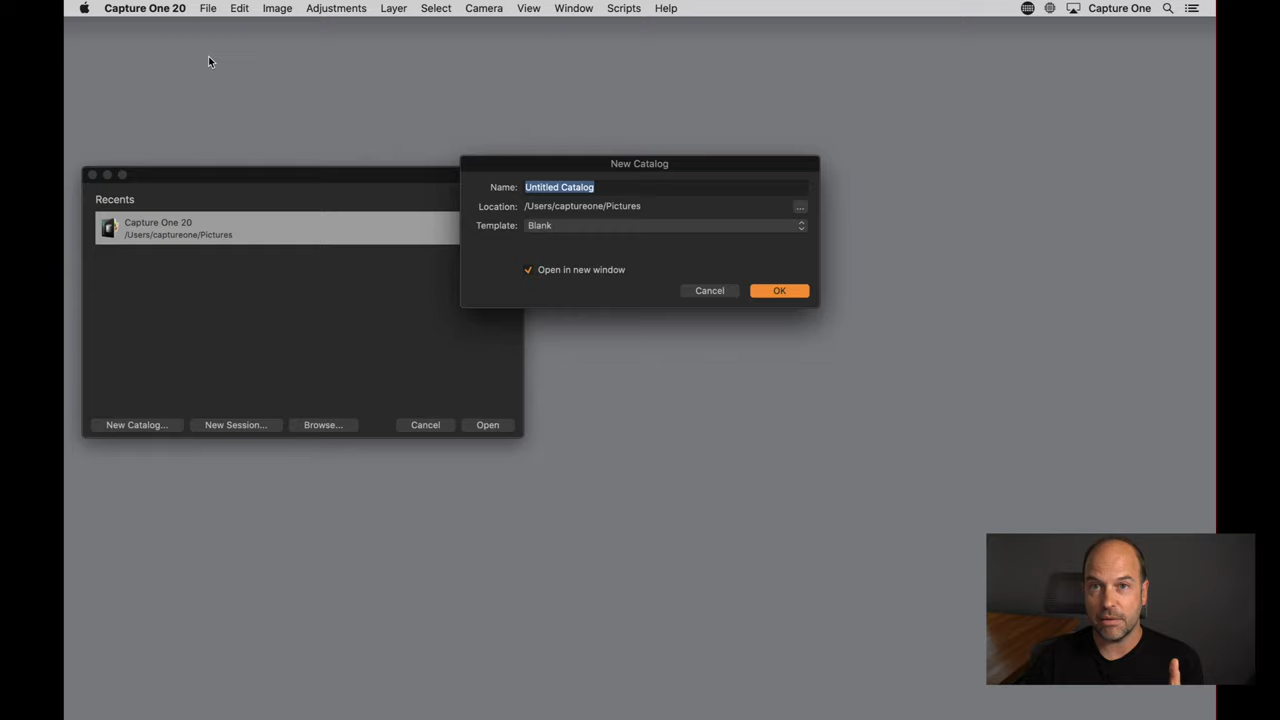 Capture One 20 File Edit Image Adjustments Layer Select Camera View Window Scripts Help Capture One
New Catalog
Name: Untitled Catalog
Location: /Users/captureone/Pictures ...
Template: Blank
Open in new window
Cancel OK
Recents
Capture One 20
/Users/captureone/Pictures
New Catalog... New Session... Browse... Cancel Open